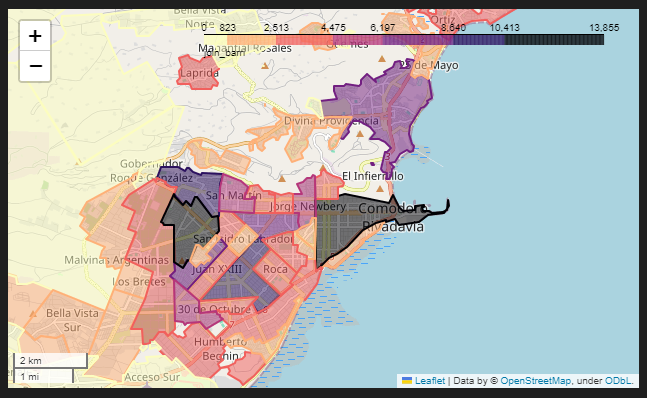 Bella Vista
Norte
Ortiz
0 823 2,513 4,475 6,197 8,640 10,413 13,855
Manantial Rosales
join_barri
25 de Mayo
Laprida
Divina Providencia
Gobernador
Roque González
El Infiernillo
San Martín
Jorge Newbery
Comodoro
Rivadavia
San Isidro Labrador
Malvinas Argentinas
Juan XXIII
Roca
Los Bretes
30 de Octubre
Bella Vista
Sur
Humberto
Beghin
Acceso Sur
+
−
2 km
1 mi
Leaflet | Data by © OpenStreetMap, under ODbL.